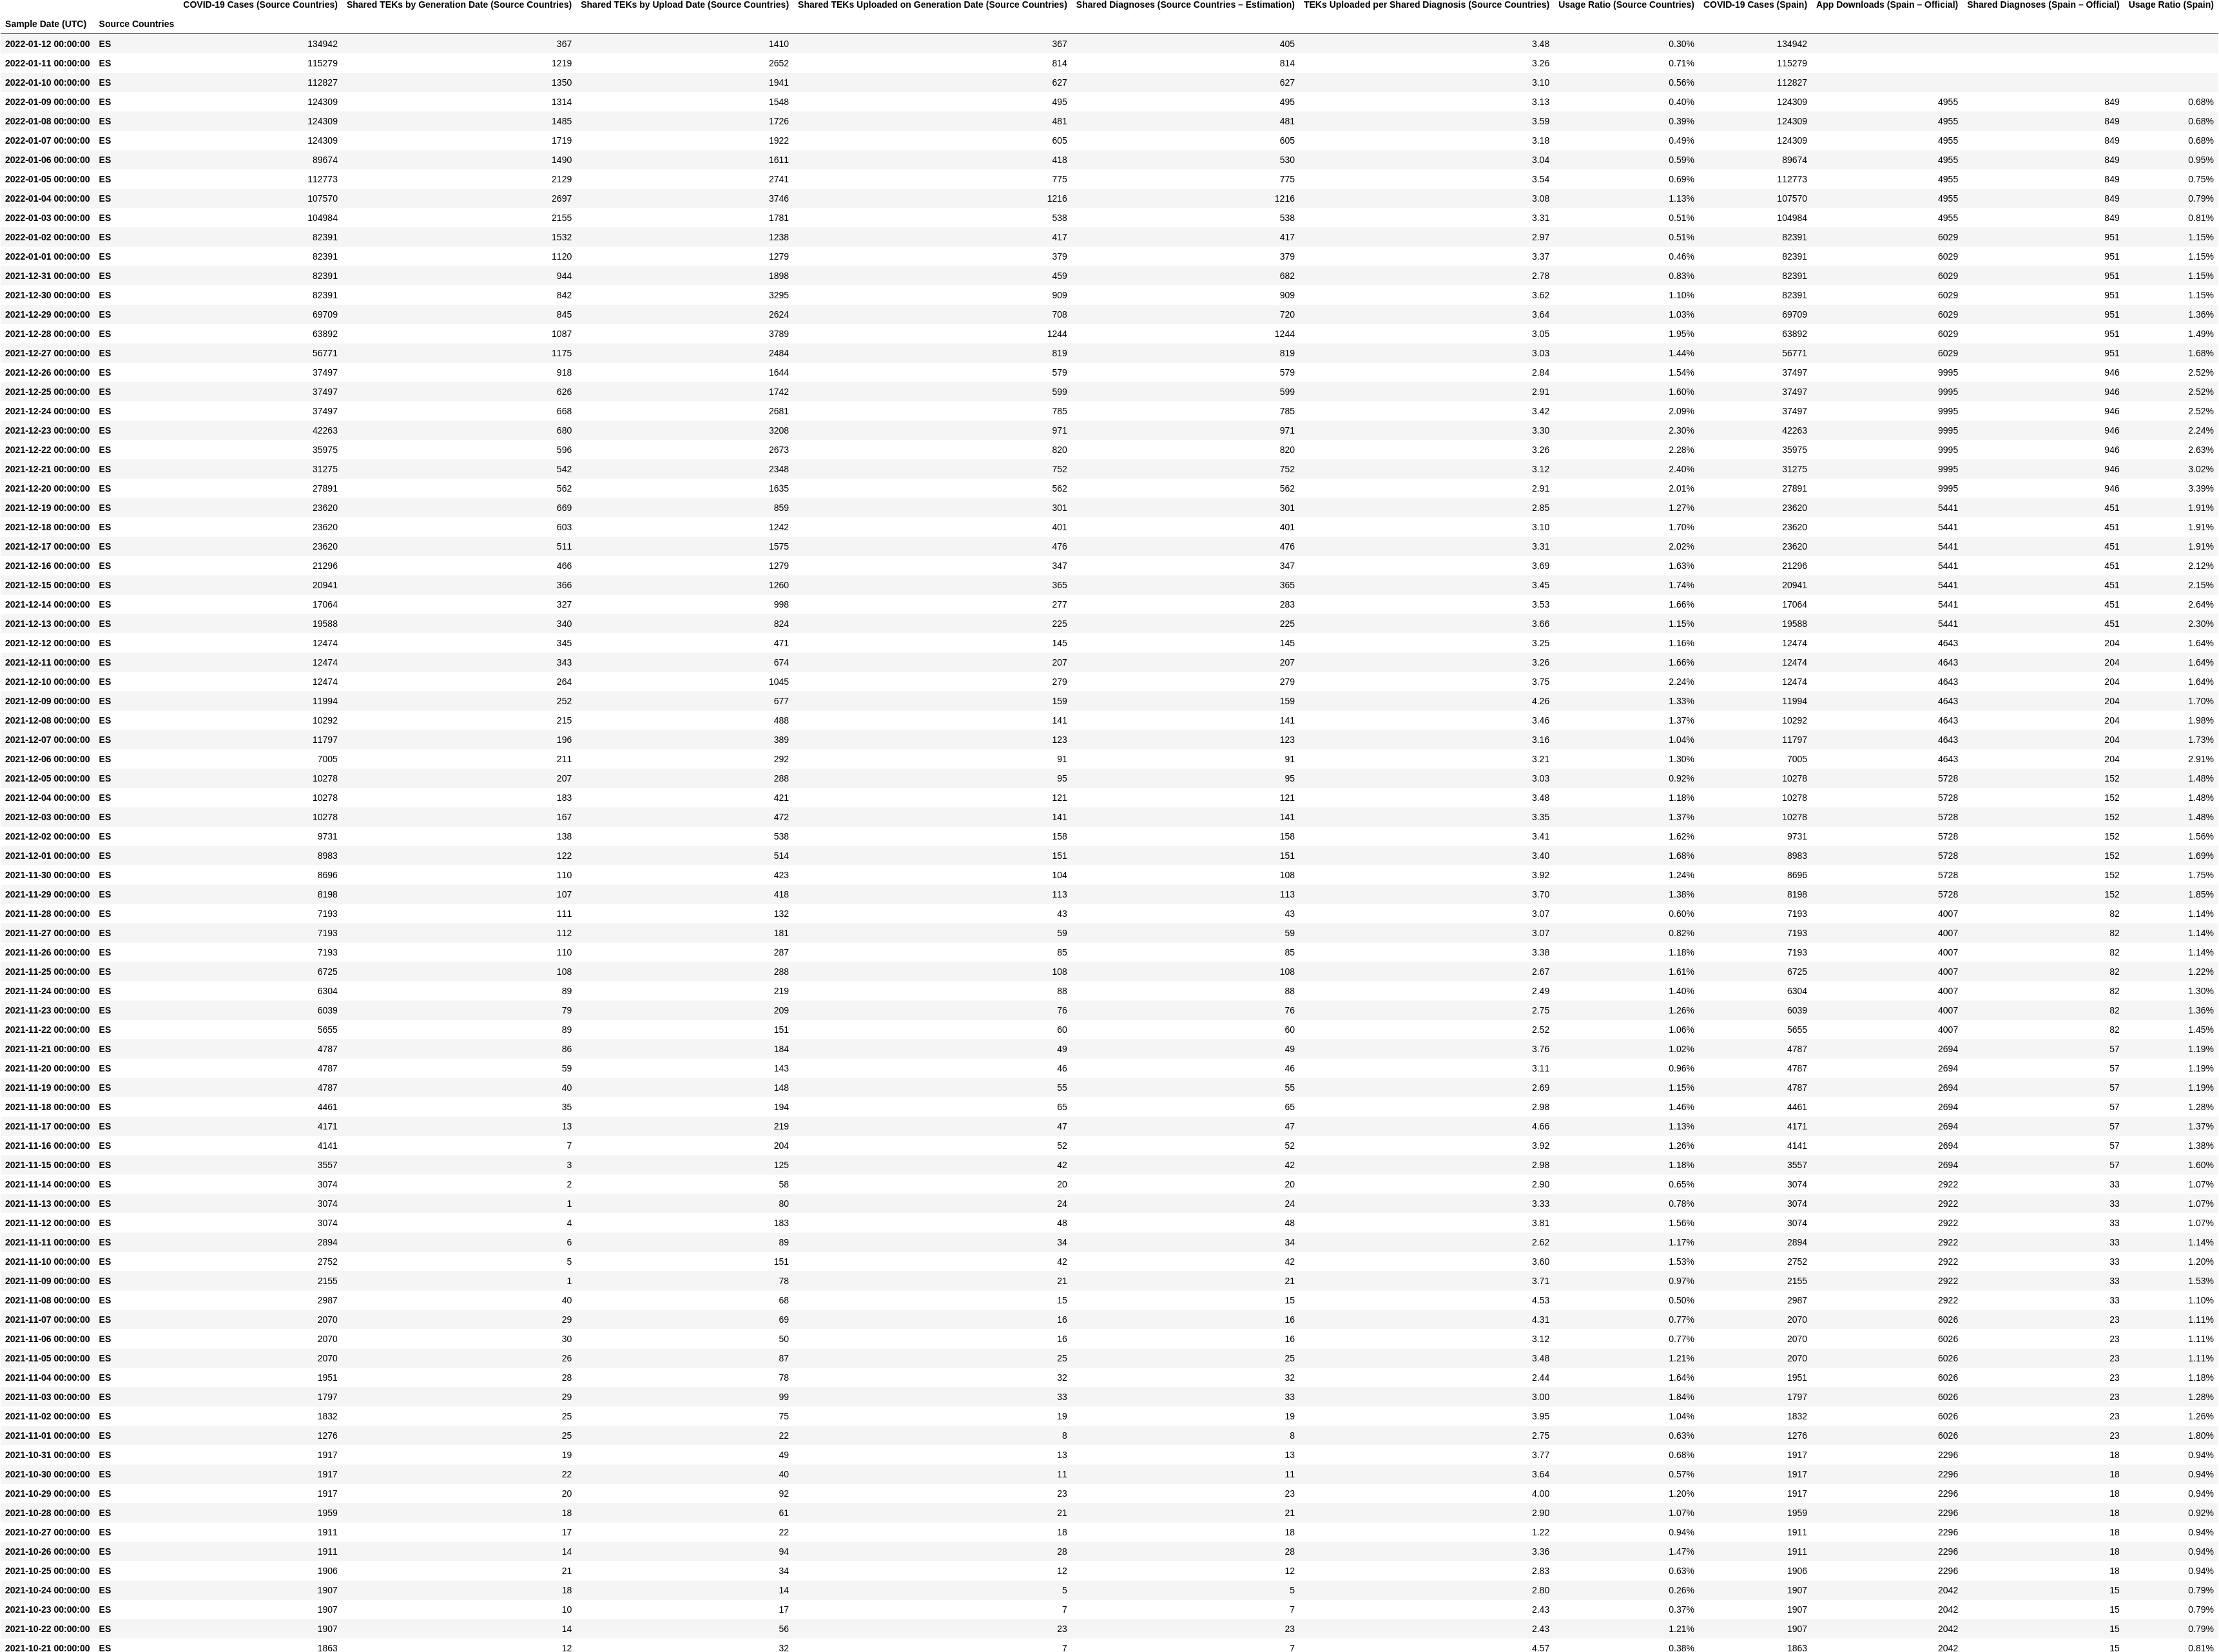 COVID-19 Cases (Source Countries) Shared TEKs by Generation Date (Source Countries) Shared TEKs by Upload Date (Source Countries) Shared TEKs Uploaded on Generation Date (Source Countries) Shared Diagnoses (Source Countries – Estimation) TEKs Uploaded per Shared Diagnosis (Source Countries) Usage Ratio (Source Countries) COVID-19 Cases (Spain) App Downloads (Spain – Official) Shared Diagnoses (Spain – Official) Usage Ratio (Spain)
Sample Date (UTC) Source Countries
2022-01-12 00:00:00 ES 134942 367 1410 367 405 3.48 0.30% 134942
2022-01-11 00:00:00 ES 115279 1219 2652 814 814 3.26 0.71% 115279
2022-01-10 00:00:00 ES 112827 1350 1941 627 627 3.10 0.56% 112827
2022-01-09 00:00:00 ES 124309 1314 1548 495 495 3.13 0.40% 124309 4955 849 0.68%
2022-01-08 00:00:00 ES 124309 1485 1726 481 481 3.59 0.39% 124309 4955 849 0.68%
2022-01-07 00:00:00 ES 124309 1719 1922 605 605 3.18 0.49% 124309 4955 849 0.68%
2022-01-06 00:00:00 ES 89674 1490 1611 418 530 3.04 0.59% 89674 4955 849 0.95%
2022-01-05 00:00:00 ES 112773 2129 2741 775 775 3.54 0.69% 112773 4955 849 0.75%
2022-01-04 00:00:00 ES 107570 2697 3746 1216 1216 3.08 1.13% 107570 4955 849 0.79%
2022-01-03 00:00:00 ES 104984 2155 1781 538 538 3.31 0.51% 104984 4955 849 0.81%
2022-01-02 00:00:00 ES 82391 1532 1238 417 417 2.97 0.51% 82391 6029 951 1.15%
2022-01-01 00:00:00 ES 82391 1120 1279 379 379 3.37 0.46% 82391 6029 951 1.15%
2021-12-31 00:00:00 ES 82391 944 1898 459 682 2.78 0.83% 82391 6029 951 1.15%
2021-12-30 00:00:00 ES 82391 842 3295 909 909 3.62 1.10% 82391 6029 951 1.15%
2021-12-29 00:00:00 ES 69709 845 2624 708 720 3.64 1.03% 69709 6029 951 1.36%
2021-12-28 00:00:00 ES 63892 1087 3789 1244 1244 3.05 1.95% 63892 6029 951 1.49%
2021-12-27 00:00:00 ES 56771 1175 2484 819 819 3.03 1.44% 56771 6029 951 1.68%
2021-12-26 00:00:00 ES 37497 918 1644 579 579 2.84 1.54% 37497 9995 946 2.52%
2021-12-25 00:00:00 ES 37497 626 1742 599 599 2.91 1.60% 37497 9995 946 2.52%
2021-12-24 00:00:00 ES 37497 668 2681 785 785 3.42 2.09% 37497 9995 946 2.52%
2021-12-23 00:00:00 ES 42263 680 3208 971 971 3.30 2.30% 42263 9995 946 2.24%
2021-12-22 00:00:00 ES 35975 596 2673 820 820 3.26 2.28% 35975 9995 946 2.63%
2021-12-21 00:00:00 ES 31275 542 2348 752 752 3.12 2.40% 31275 9995 946 3.02%
2021-12-20 00:00:00 ES 27891 562 1635 562 562 2.91 2.01% 27891 9995 946 3.39%
2021-12-19 00:00:00 ES 23620 669 859 301 301 2.85 1.27% 23620 5441 451 1.91%
2021-12-18 00:00:00 ES 23620 603 1242 401 401 3.10 1.70% 23620 5441 451 1.91%
2021-12-17 00:00:00 ES 23620 511 1575 476 476 3.31 2.02% 23620 5441 451 1.91%
2021-12-16 00:00:00 ES 21296 466 1279 347 347 3.69 1.63% 21296 5441 451 2.12%
2021-12-15 00:00:00 ES 20941 366 1260 365 365 3.45 1.74% 20941 5441 451 2.15%
2021-12-14 00:00:00 ES 17064 327 998 277 283 3.53 1.66% 17064 5441 451 2.64%
2021-12-13 00:00:00 ES 19588 340 824 225 225 3.66 1.15% 19588 5441 451 2.30%
2021-12-12 00:00:00 ES 12474 345 471 145 145 3.25 1.16% 12474 4643 204 1.64%
2021-12-11 00:00:00 ES 12474 343 674 207 207 3.26 1.66% 12474 4643 204 1.64%
2021-12-10 00:00:00 ES 12474 264 1045 279 279 3.75 2.24% 12474 4643 204 1.64%
2021-12-09 00:00:00 ES 11994 252 677 159 159 4.26 1.33% 11994 4643 204 1.70%
2021-12-08 00:00:00 ES 10292 215 488 141 141 3.46 1.37% 10292 4643 204 1.98%
2021-12-07 00:00:00 ES 11797 196 389 123 123 3.16 1.04% 11797 4643 204 1.73%
2021-12-06 00:00:00 ES 7005 211 292 91 91 3.21 1.30% 7005 4643 204 2.91%
2021-12-05 00:00:00 ES 10278 207 288 95 95 3.03 0.92% 10278 5728 152 1.48%
2021-12-04 00:00:00 ES 10278 183 421 121 121 3.48 1.18% 10278 5728 152 1.48%
2021-12-03 00:00:00 ES 10278 167 472 141 141 3.35 1.37% 10278 5728 152 1.48%
2021-12-02 00:00:00 ES 9731 138 538 158 158 3.41 1.62% 9731 5728 152 1.56%
2021-12-01 00:00:00 ES 8983 122 514 151 151 3.40 1.68% 8983 5728 152 1.69%
2021-11-30 00:00:00 ES 8696 110 423 104 108 3.92 1.24% 8696 5728 152 1.75%
2021-11-29 00:00:00 ES 8198 107 418 113 113 3.70 1.38% 8198 5728 152 1.85%
2021-11-28 00:00:00 ES 7193 111 132 43 43 3.07 0.60% 7193 4007 82 1.14%
2021-11-27 00:00:00 ES 7193 112 181 59 59 3.07 0.82% 7193 4007 82 1.14%
2021-11-26 00:00:00 ES 7193 110 287 85 85 3.38 1.18% 7193 4007 82 1.14%
2021-11-25 00:00:00 ES 6725 108 288 108 108 2.67 1.61% 6725 4007 82 1.22%
2021-11-24 00:00:00 ES 6304 89 219 88 88 2.49 1.40% 6304 4007 82 1.30%
2021-11-23 00:00:00 ES 6039 79 209 76 76 2.75 1.26% 6039 4007 82 1.36%
2021-11-22 00:00:00 ES 5655 89 151 60 60 2.52 1.06% 5655 4007 82 1.45%
2021-11-21 00:00:00 ES 4787 86 184 49 49 3.76 1.02% 4787 2694 57 1.19%
2021-11-20 00:00:00 ES 4787 59 143 46 46 3.11 0.96% 4787 2694 57 1.19%
2021-11-19 00:00:00 ES 4787 40 148 55 55 2.69 1.15% 4787 2694 57 1.19%
2021-11-18 00:00:00 ES 4461 35 194 65 65 2.98 1.46% 4461 2694 57 1.28%
2021-11-17 00:00:00 ES 4171 13 219 47 47 4.66 1.13% 4171 2694 57 1.37%
2021-11-16 00:00:00 ES 4141 7 204 52 52 3.92 1.26% 4141 2694 57 1.38%
2021-11-15 00:00:00 ES 3557 3 125 42 42 2.98 1.18% 3557 2694 57 1.60%
2021-11-14 00:00:00 ES 3074 2 58 20 20 2.90 0.65% 3074 2922 33 1.07%
2021-11-13 00:00:00 ES 3074 1 80 24 24 3.33 0.78% 3074 2922 33 1.07%
2021-11-12 00:00:00 ES 3074 4 183 48 48 3.81 1.56% 3074 2922 33 1.07%
2021-11-11 00:00:00 ES 2894 6 89 34 34 2.62 1.17% 2894 2922 33 1.14%
2021-11-10 00:00:00 ES 2752 5 151 42 42 3.60 1.53% 2752 2922 33 1.20%
2021-11-09 00:00:00 ES 2155 1 78 21 21 3.71 0.97% 2155 2922 33 1.53%
2021-11-08 00:00:00 ES 2987 40 68 15 15 4.53 0.50% 2987 2922 33 1.10%
2021-11-07 00:00:00 ES 2070 29 69 16 16 4.31 0.77% 2070 6026 23 1.11%
2021-11-06 00:00:00 ES 2070 30 50 16 16 3.12 0.77% 2070 6026 23 1.11%
2021-11-05 00:00:00 ES 2070 26 87 25 25 3.48 1.21% 2070 6026 23 1.11%
2021-11-04 00:00:00 ES 1951 28 78 32 32 2.44 1.64% 1951 6026 23 1.18%
2021-11-03 00:00:00 ES 1797 29 99 33 33 3.00 1.84% 1797 6026 23 1.28%
2021-11-02 00:00:00 ES 1832 25 75 19 19 3.95 1.04% 1832 6026 23 1.26%
2021-11-01 00:00:00 ES 1276 25 22 8 8 2.75 0.63% 1276 6026 23 1.80%
2021-10-31 00:00:00 ES 1917 19 49 13 13 3.77 0.68% 1917 2296 18 0.94%
2021-10-30 00:00:00 ES 1917 22 40 11 11 3.64 0.57% 1917 2296 18 0.94%
2021-10-29 00:00:00 ES 1917 20 92 23 23 4.00 1.20% 1917 2296 18 0.94%
2021-10-28 00:00:00 ES 1959 18 61 21 21 2.90 1.07% 1959 2296 18 0.92%
2021-10-27 00:00:00 ES 1911 17 22 18 18 1.22 0.94% 1911 2296 18 0.94%
2021-10-26 00:00:00 ES 1911 14 94 28 28 3.36 1.47% 1911 2296 18 0.94%
2021-10-25 00:00:00 ES 1906 21 34 12 12 2.83 0.63% 1906 2296 18 0.94%
2021-10-24 00:00:00 ES 1907 18 14 5 5 2.80 0.26% 1907 2042 15 0.79%
2021-10-23 00:00:00 ES 1907 10 17 7 7 2.43 0.37% 1907 2042 15 0.79%
2021-10-22 00:00:00 ES 1907 14 56 23 23 2.43 1.21% 1907 2042 15 0.79%
2021-10-21 00:00:00 ES 1863 12 32 7 7 4.57 0.38% 1863 2042 15 0.81%